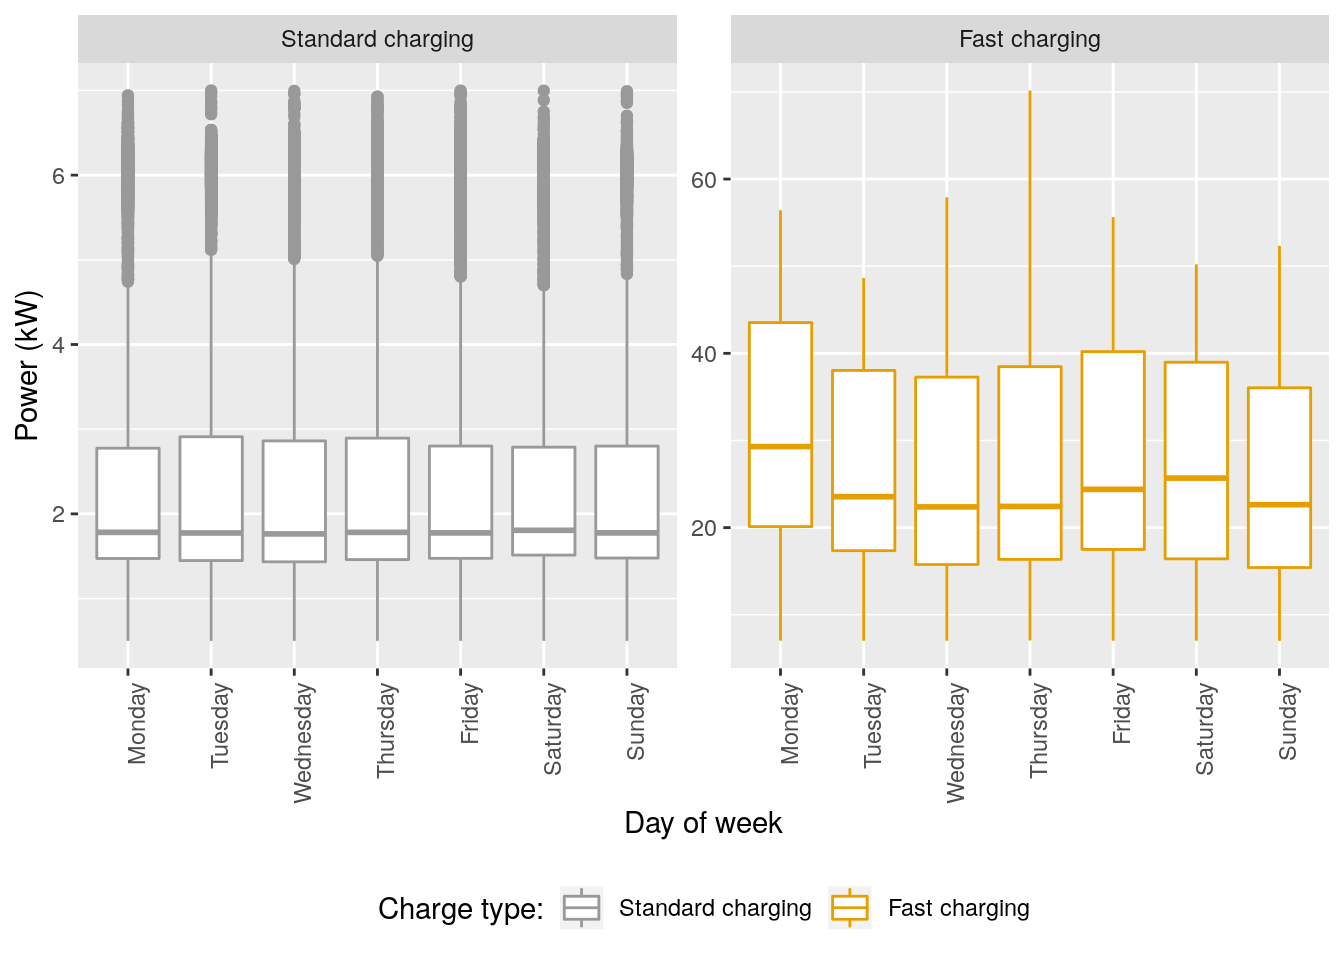 Standard charging
Fast charging
Power (kW)
6
4
2
60
40
20
Monday
Tuesday
Wednesday
Thursday
Friday
Saturday
Sunday
Monday
Tuesday
Wednesday
Thursday
Friday
Saturday
Sunday
Day of week
Charge type: Standard charging Fast charging